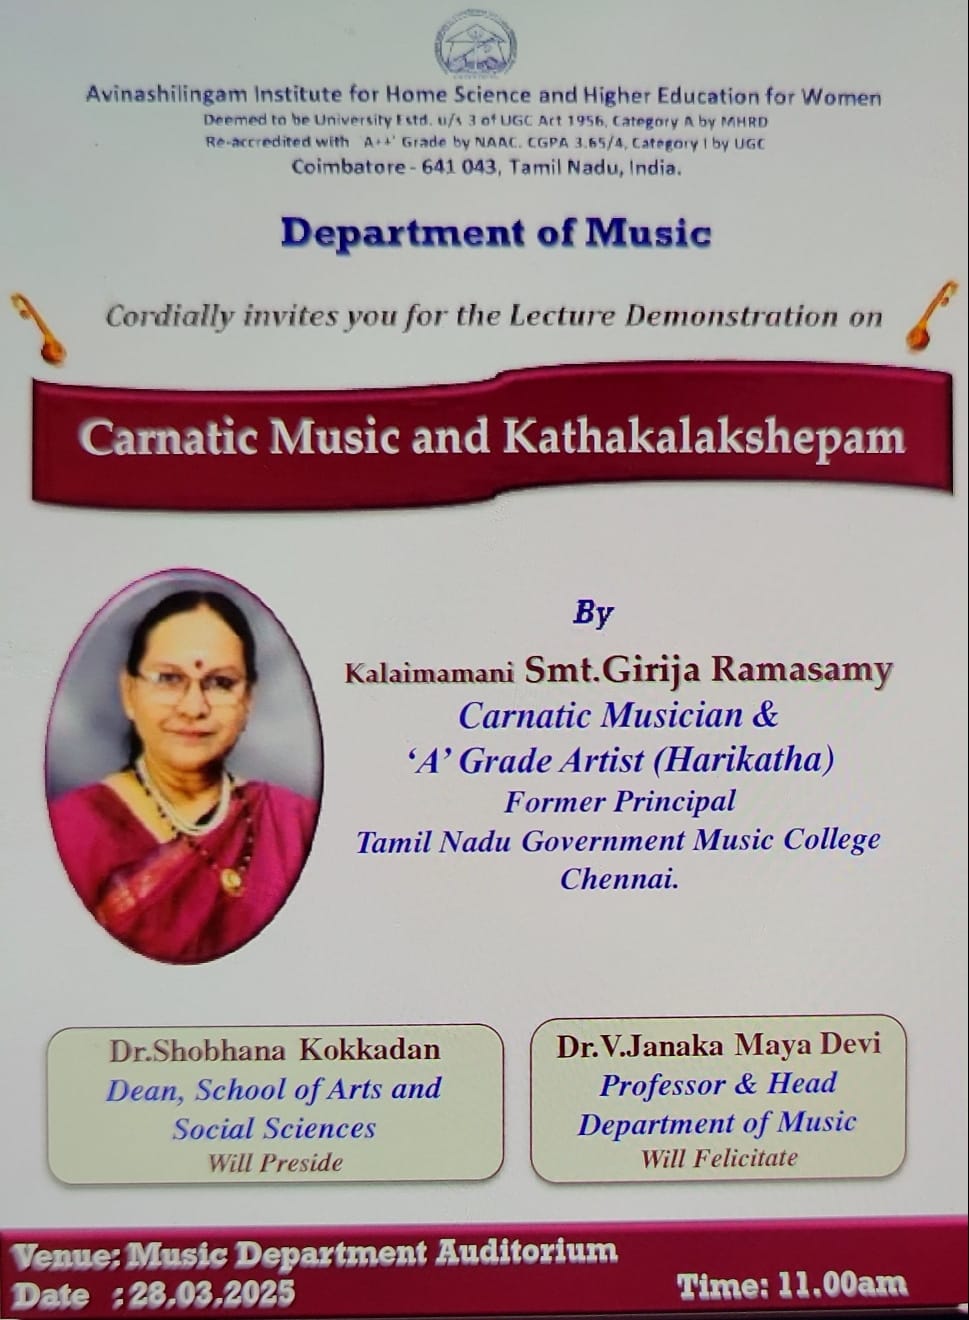 Avinashilingam Institute for Home Science and Higher Education for Women
Deemed to be University Estd. u/s 3 of UGC Act 1956, Category A by MHRD
Re-accredited with 'A++' Grade by NAAC. CGPA 3.65/4, Category I by UGC
Coimbatore - 641 043, Tamil Nadu, India.
Department of Music
Cordially invites you for the Lecture Demonstration on
Carnatic Music and Kathakalakshepam
By
Kalaimamani Smt.Girija Ramasamy
Carnatic Musician &
‘A’ Grade Artist (Harikatha)
Former Principal
Tamil Nadu Government Music College
Chennai.
Dr.Shobhana Kokkadan
Dean, School of Arts and
Social Sciences
Will Preside
Dr.V.Janaka Maya Devi
Professor & Head
Department of Music
Will Felicitate
Venue: Music Department Auditorium
Date : 28.03.2025
Time: 11.00am